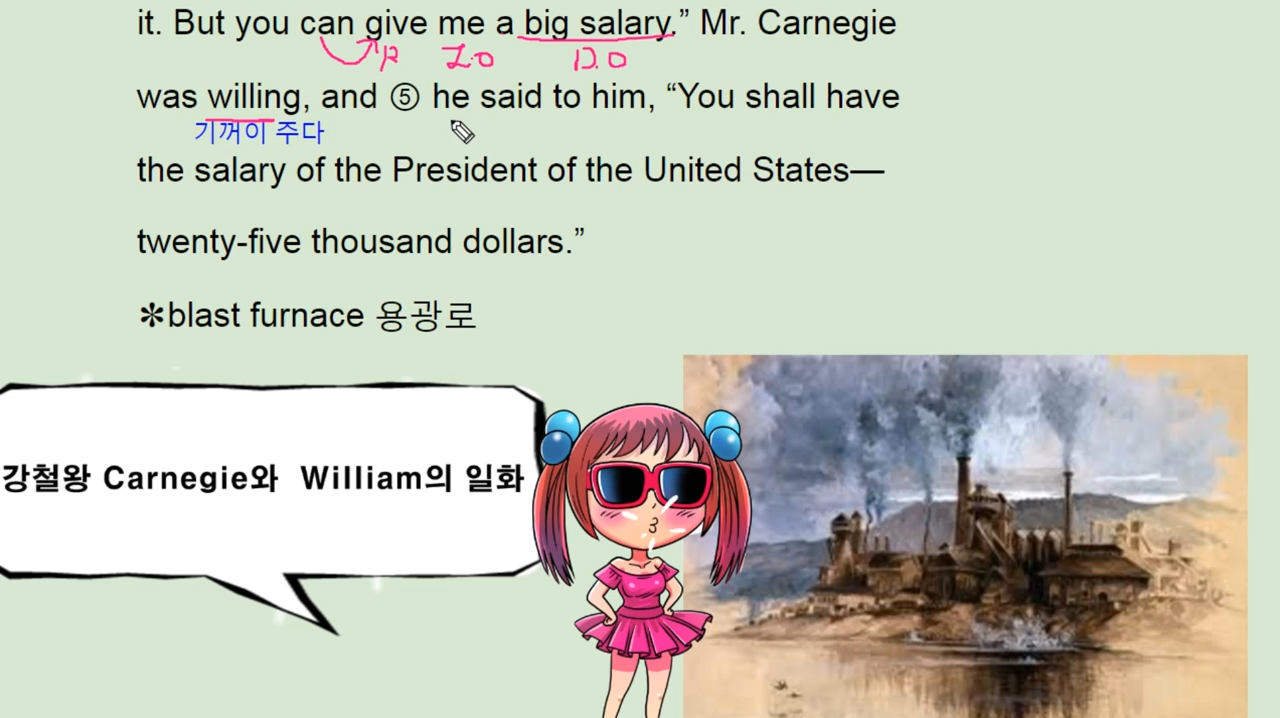 it. But you can give me a big salary.” Mr. Carnegie
I.O D.O
was willing, and ⑤ he said to him, “You shall have
기꺼이 주다
the salary of the President of the United States—
twenty-five thousand dollars.”
✻blast furnace 용광로
강철왕 Carnegie와 William의 일화